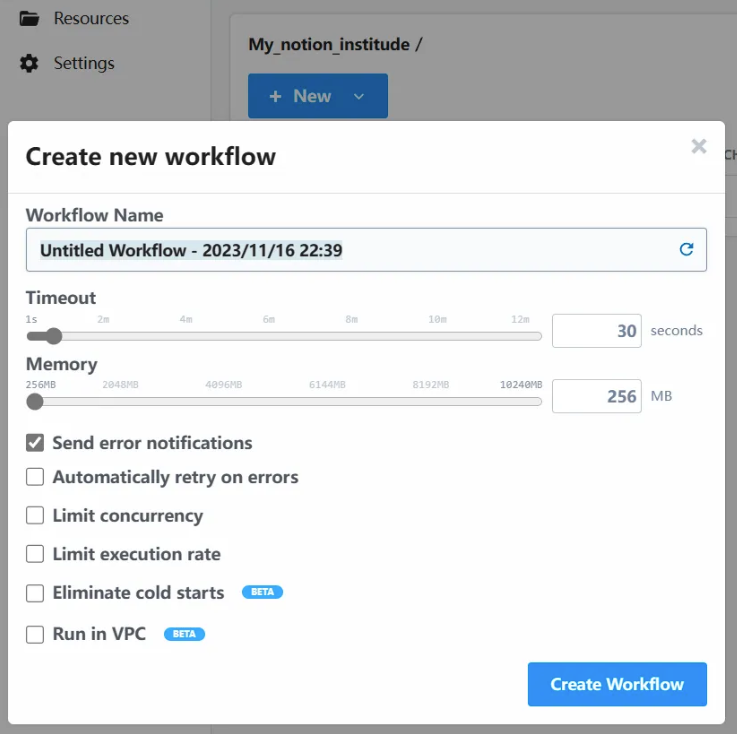 Resources
Settings
My_notion_institude /
+ New
Create new workflow
Workflow Name
Untitled Workflow - 2023/11/16 22:39
Timeout
1s 2m 4m 6m 8m 10m 12m
30 seconds
Memory
256MB 2048MB 4096MB 6144MB 8192MB 10240MB
256 MB
Send error notifications
Automatically retry on errors
Limit concurrency
Limit execution rate
Eliminate cold starts BETA
Run in VPC BETA
Create Workflow